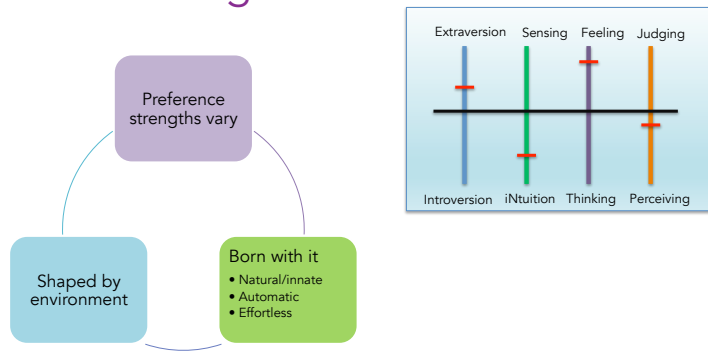 Preference
strengths vary
Shaped by
environment
Born with it
• Natural/innate
• Automatic
• Effortless
Extraversion Sensing Feeling Judging
Introversion iNtuition Thinking Perceiving